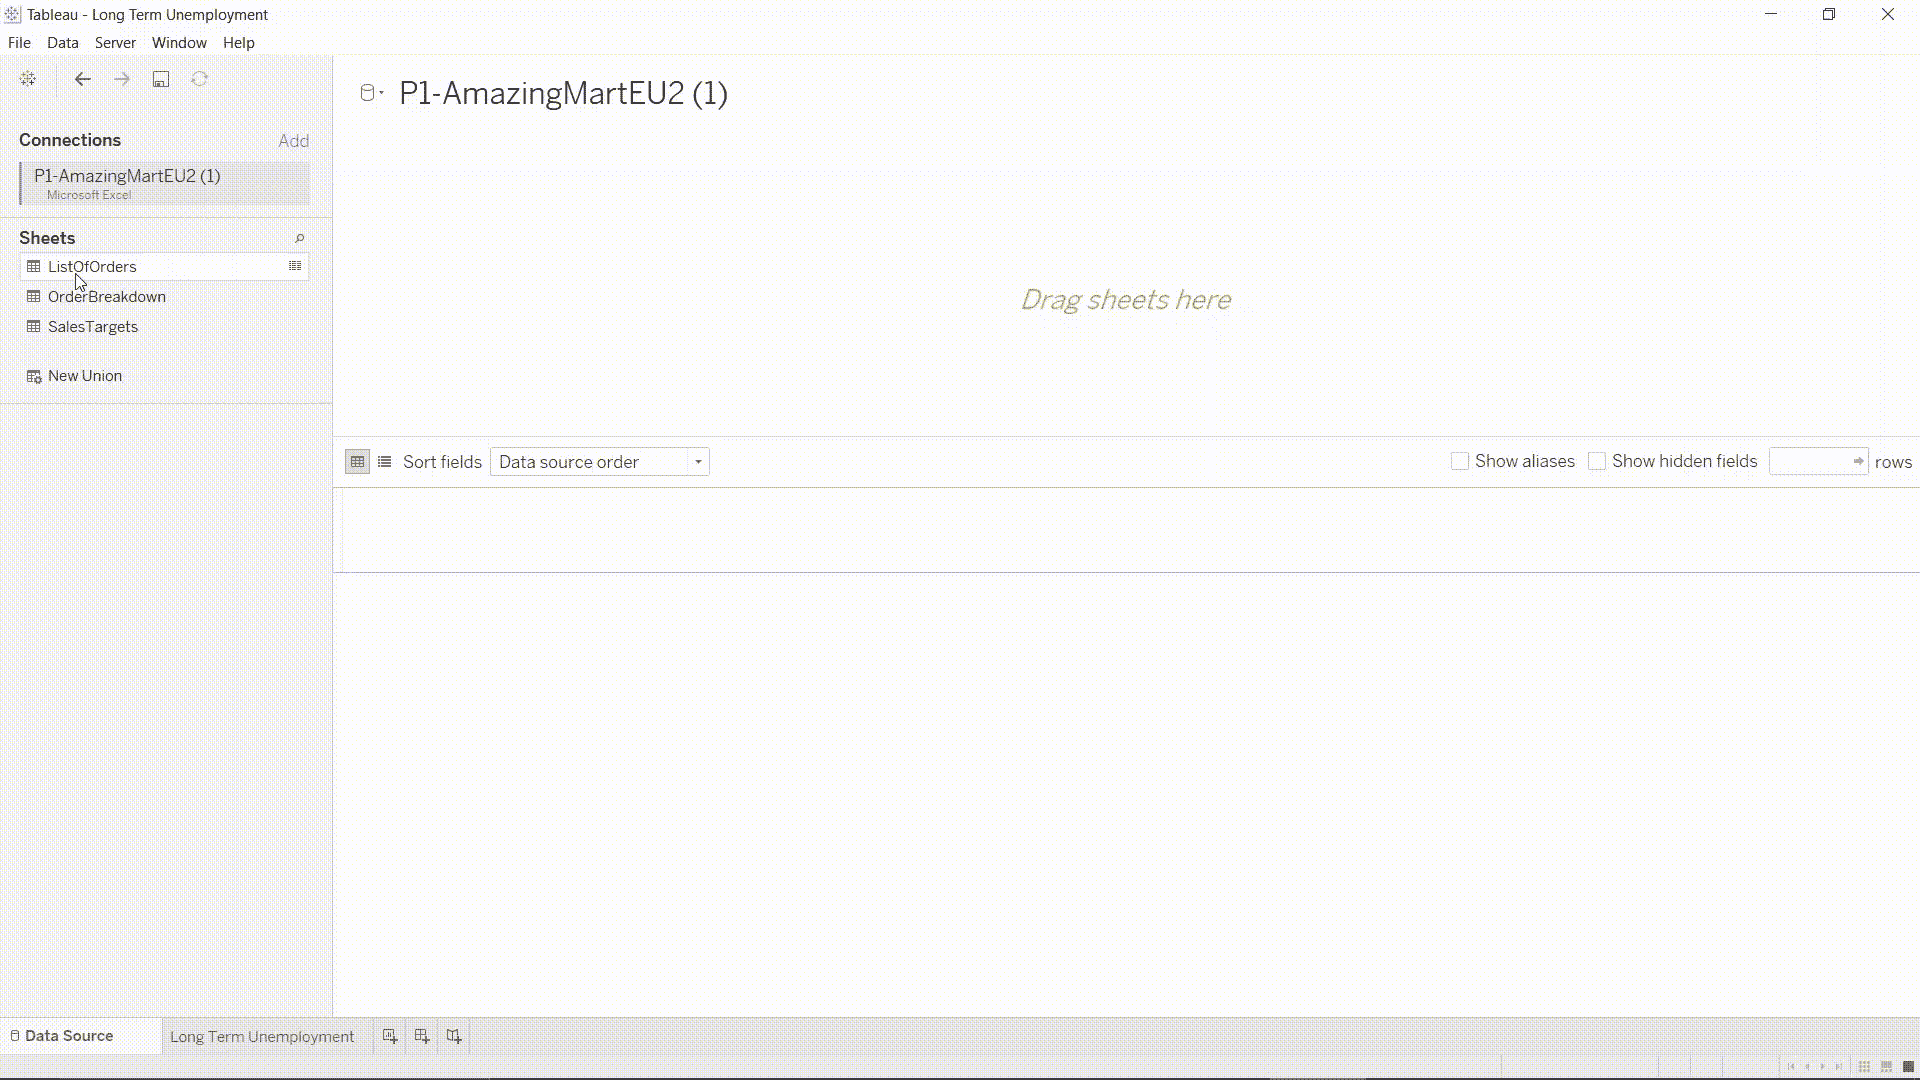 Tableau - Long Term Unemployment
File Data Server Window Help
P1-AmazingMartEU2 (1)
Connections Add
P1-AmazingMartEU2 (1)
Microsoft Excel
Sheets
ListOfOrders
OrderBreakdown
SalesTargets
New Union
Drag sheets here
Sort fields Data source order Show aliases Show hidden fields rows
Data Source Long Term Unemployment